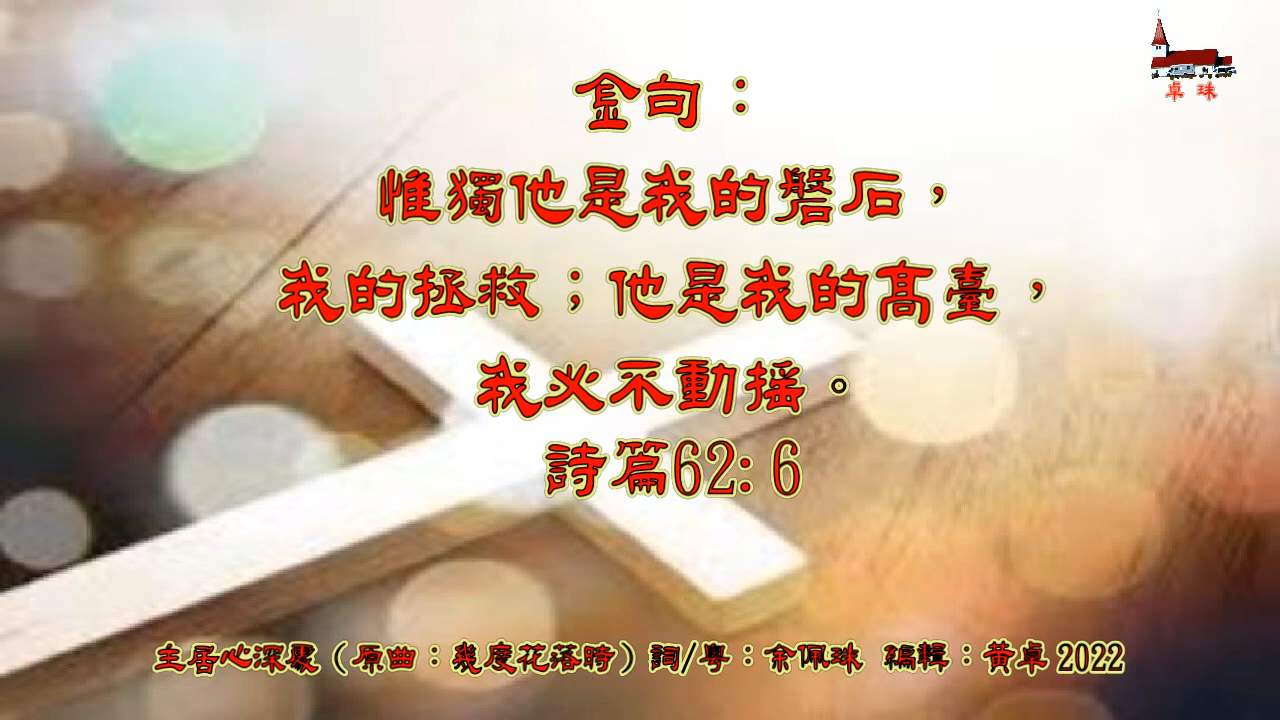 卓珠
金句：
惟獨他是我的磐石，
我的拯救；他是我的高臺，
我必不動搖。
詩篇62:6
主居心深處（原曲：幾度花落時）詞/粵：余佩珠 編輯：黃卓 2022